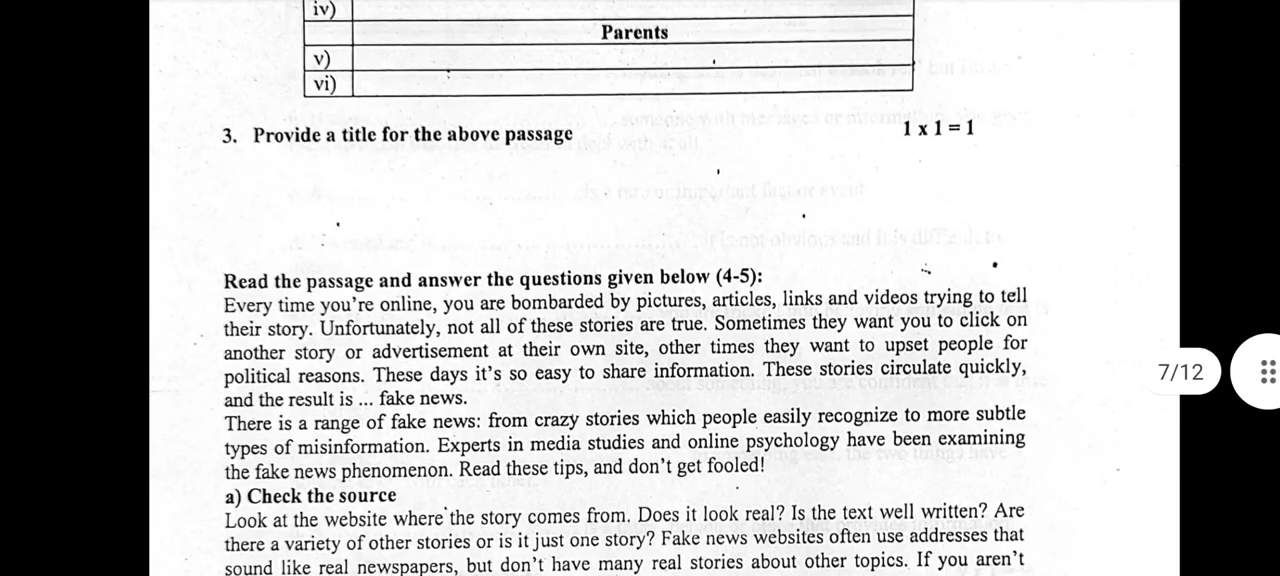 iv)
Parents
v)
vi)
3. Provide a title for the above passage 1 x 1 = 1
Read the passage and answer the questions given below (4-5):
Every time you're online, you are bombarded by pictures, articles, links and videos trying to tell
their story. Unfortunately, not all of these stories are true. Sometimes they want you to click on
another story or advertisement at their own site, other times they want to upset people for
political reasons. These days it's so easy to share information. These stories circulate quickly,
and the result is ... fake news.
There is a range of fake news: from crazy stories which people easily recognize to more subtle
types of misinformation. Experts in media studies and online psychology have been examining
the fake news phenomenon. Read these tips, and don't get fooled!
a) Check the source
Look at the website where the story comes from. Does it look real? Is the text well written? Are
there a variety of other stories or is it just one story? Fake news websites often use addresses that
sound like real newspapers, but don't have many real stories about other topics. If you aren't
7/12